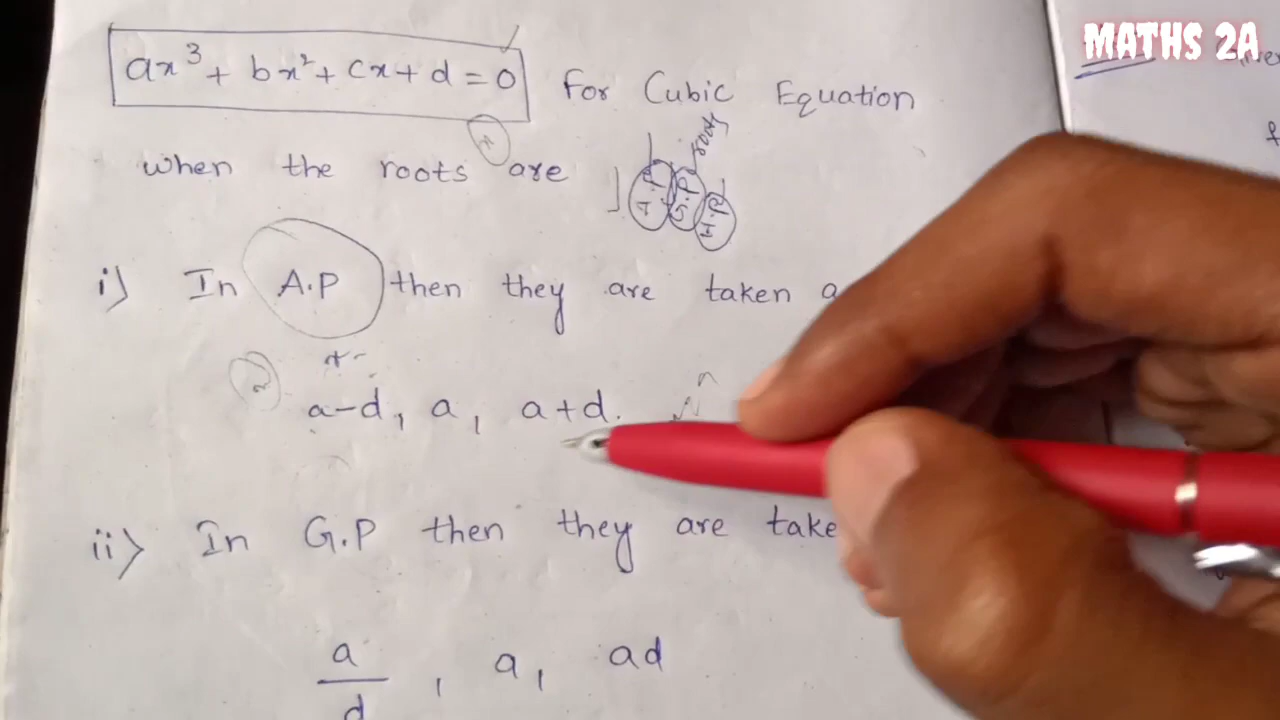 MATHS 2A
ax³ + bx² + cx + d = 0 For Cubic Equation
when the roots are
A.P G.P H.P roots
i) In A.P then they are taken a
a-d, a, a+d.
ii) In G.P then they are take
a/d, a, ad